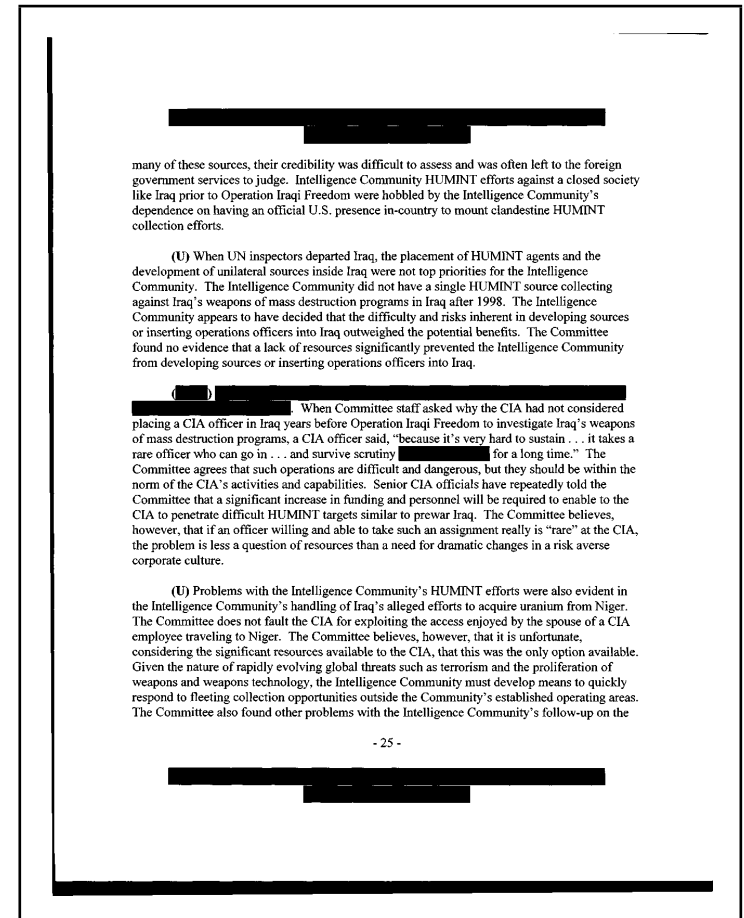 many of these sources, their credibility was difficult to assess and was often left to the foreign
government services to judge. Intelligence Community HUMINT efforts against a closed society
like Iraq prior to Operation Iraqi Freedom were hobbled by the Intelligence Community's
dependence on having an official U.S. presence in-country to mount clandestine HUMINT
collection efforts.
(U) When UN inspectors departed Iraq, the placement of HUMINT agents and the
development of unilateral sources inside Iraq were not top priorities for the Intelligence
Community. The Intelligence Community did not have a single HUMINT source collecting
against Iraq's weapons of mass destruction programs in Iraq after 1998. The Intelligence
Community appears to have decided that the difficulty and risks inherent in developing sources
or inserting operations officers into Iraq outweighed the potential benefits. The Committee
found no evidence that a lack of resources significantly prevented the Intelligence Community
from developing sources or inserting operations officers into Iraq.
( )
. When Committee staff asked why the CIA had not considered
placing a CIA officer in Iraq years before Operation Iraqi Freedom to investigate Iraq's weapons
of mass destruction programs, a CIA officer said, "because it's very hard to sustain . . . it takes a
rare officer who can go in . . . and survive scrutiny for a long time." The
Committee agrees that such operations are difficult and dangerous, but they should be within the
norm of the CIA's activities and capabilities. Senior CIA officials have repeatedly told the
Committee that a significant increase in funding and personnel will be required to enable to the
CIA to penetrate difficult HUMINT targets similar to prewar Iraq. The Committee believes,
however, that if an officer willing and able to take such an assignment really is "rare" at the CIA,
the problem is less a question of resources than a need for dramatic changes in a risk averse
corporate culture.
(U) Problems with the Intelligence Community's HUMINT efforts were also evident in
the Intelligence Community's handling of Iraq's alleged efforts to acquire uranium from Niger.
The Committee does not fault the CIA for exploiting the access enjoyed by the spouse of a CIA
employee traveling to Niger. The Committee believes, however, that it is unfortunate,
considering the significant resources available to the CIA, that this was the only option available.
Given the nature of rapidly evolving global threats such as terrorism and the proliferation of
weapons and weapons technology, the Intelligence Community must develop means to quickly
respond to fleeting collection opportunities outside the Community's established operating areas.
The Committee also found other problems with the Intelligence Community's follow-up on the
- 25 -